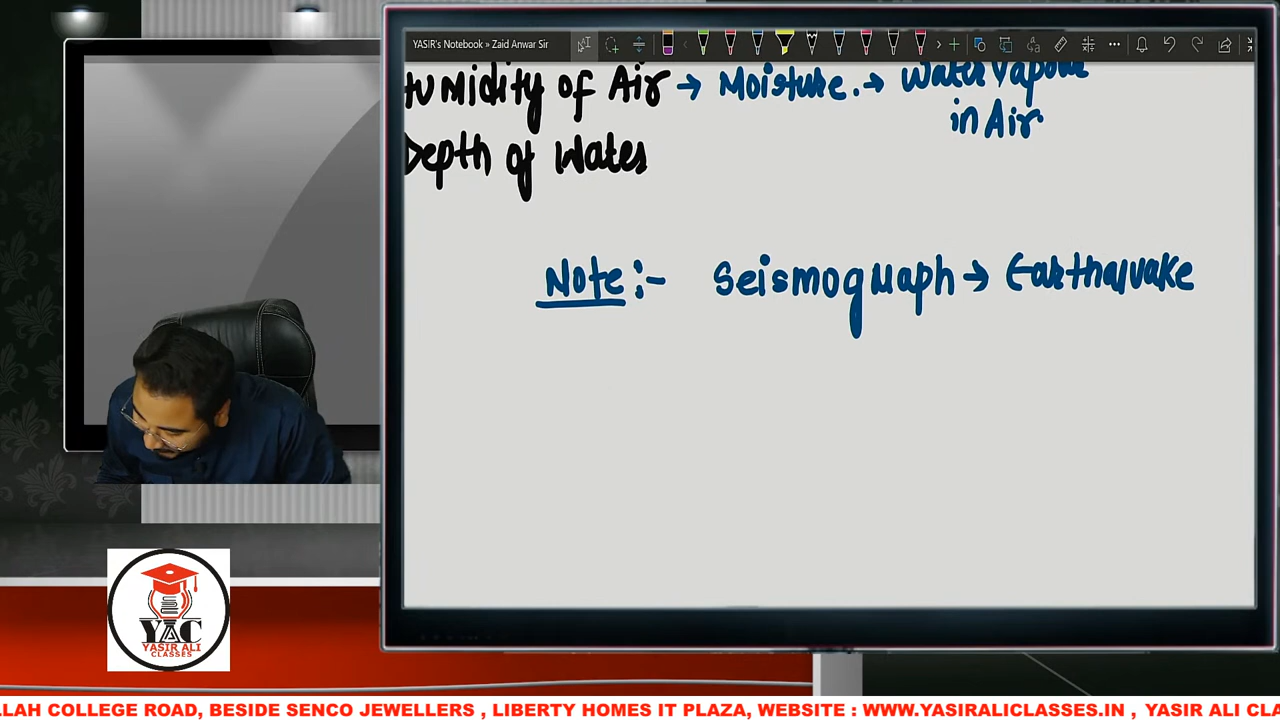 YASIR's Notebook » Zaid Anwar Sir
Humidity of Air → Moisture. → Water Vapour
in Air
Depth of Water
Note:- Seismograph → Earthquake
YAC
YASIR ALI
CLASSES
LLAH COLLEGE ROAD, BESIDE SENCO JEWELLERS , LIBERTY HOMES IT PLAZA, WEBSITE : WWW.YASIRALICLASSES.IN , YASIR ALI CLA